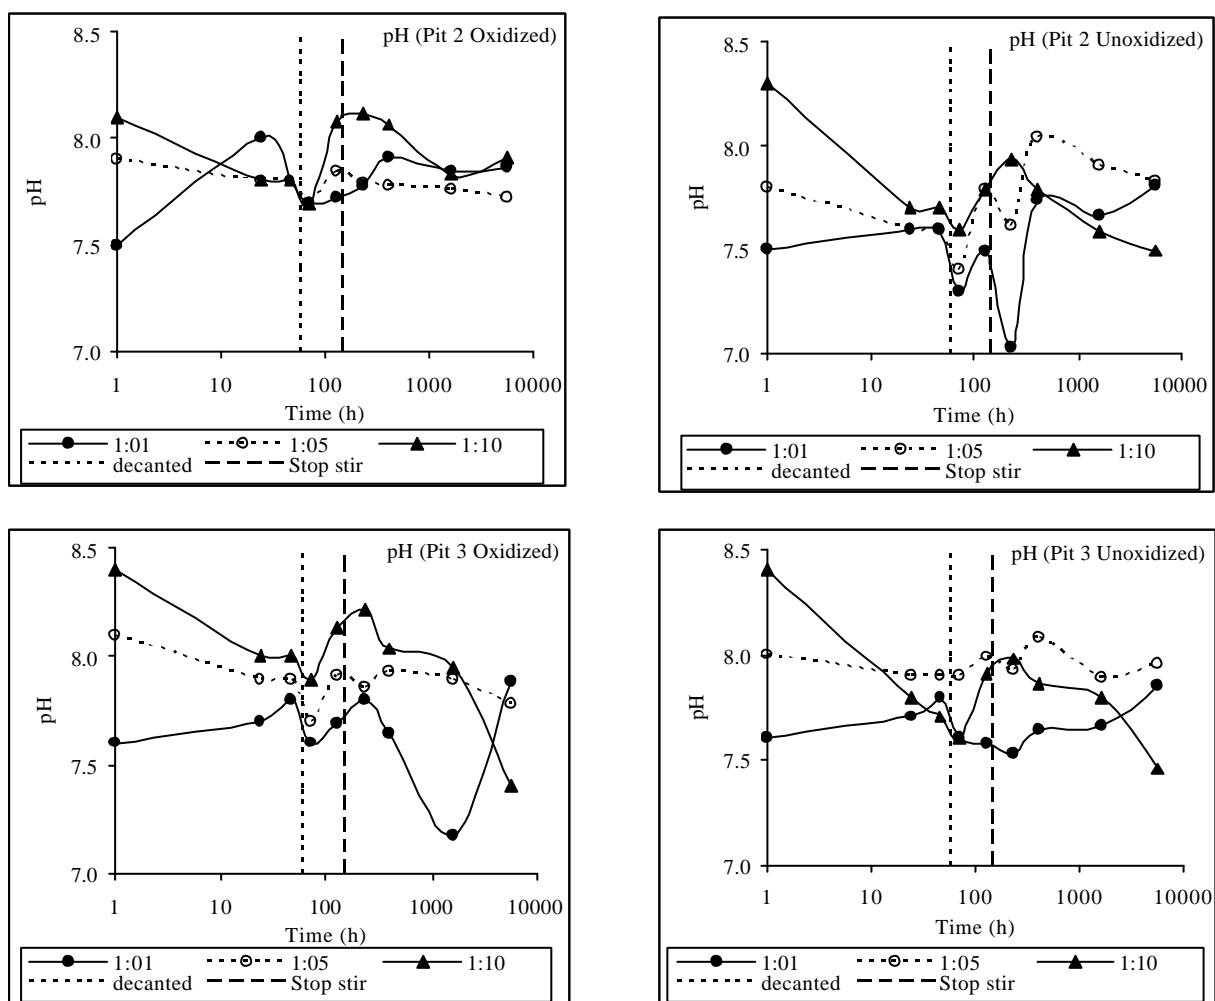 pH (Pit 2 Oxidized)
8.5
8.0
7.5
7.0
pH
1 10 100 1000 10000
Time (h)
1:01 1:05 1:10
decanted Stop stir
pH (Pit 2 Unoxidized)
8.5
8.0
7.5
7.0
pH
1 10 100 1000 10000
Time (h)
1:01 1:05 1:10
decanted Stop stir
pH (Pit 3 Oxidized)
8.5
8.0
7.5
7.0
pH
1 10 100 1000 10000
Time (h)
1:01 1:05 1:10
decanted Stop stir
pH (Pit 3 Unoxidized)
8.5
8.0
7.5
7.0
pH
1 10 100 1000 10000
Time (h)
1:01 1:05 1:10
decanted Stop stir